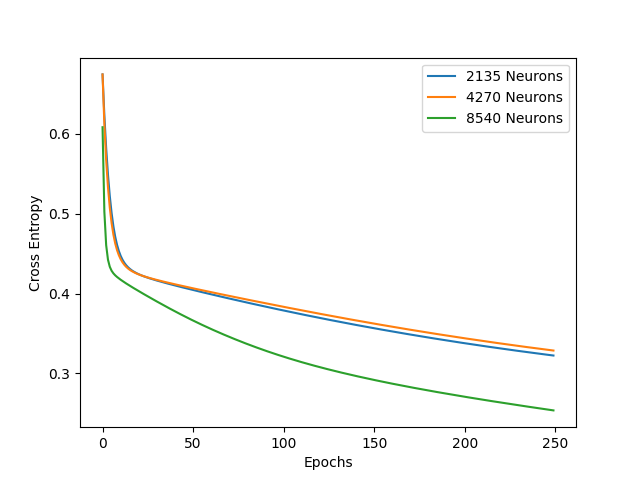 2135 Neurons
4270 Neurons
8540 Neurons
0.6
0.5
0.4
0.3
Cross Entropy
0 50 100 150 200 250
Epochs